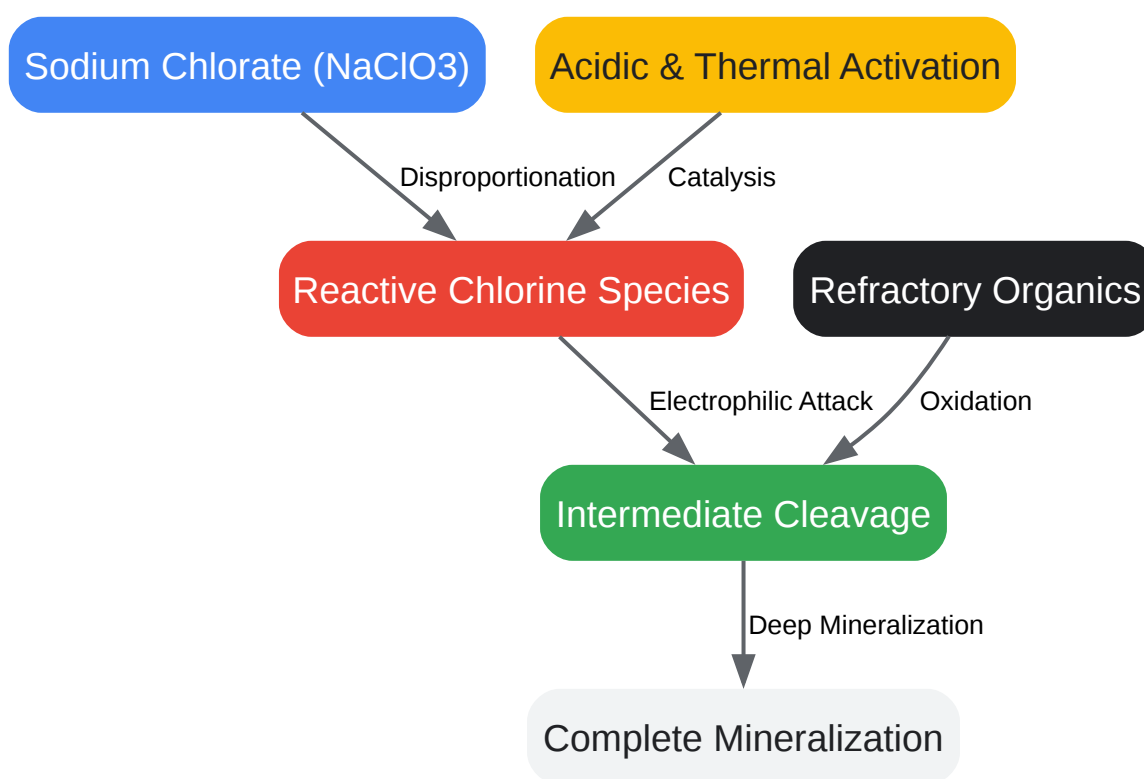 Sodium Chlorate (NaClO3)
Acidic & Thermal Activation
Disproportionation
Catalysis
Reactive Chlorine Species
Refractory Organics
Electrophilic Attack
Oxidation
Intermediate Cleavage
Deep Mineralization
Complete Mineralization